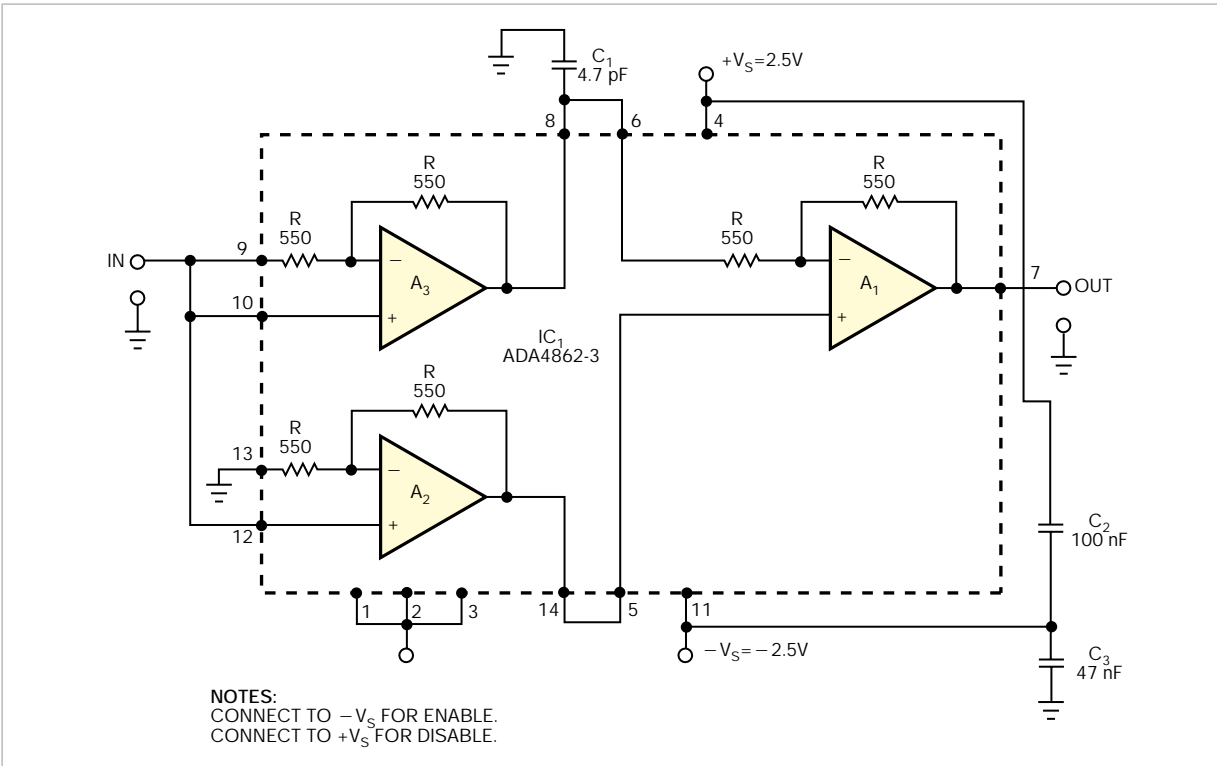 C1
4.7 pF
+VS=2.5V
8
6
4
R
550
R
550
R
550
R
550
IN
9
−
A3
+
10
−
A1
+
7
OUT
IC1
ADA4862-3
R
550
R
550
13
−
A2
+
12
C2
100 nF
1
2
3
14
5
11
−VS=−2.5V
C3
47 nF
NOTES:
CONNECT TO −VS FOR ENABLE.
CONNECT TO +VS FOR DISABLE.